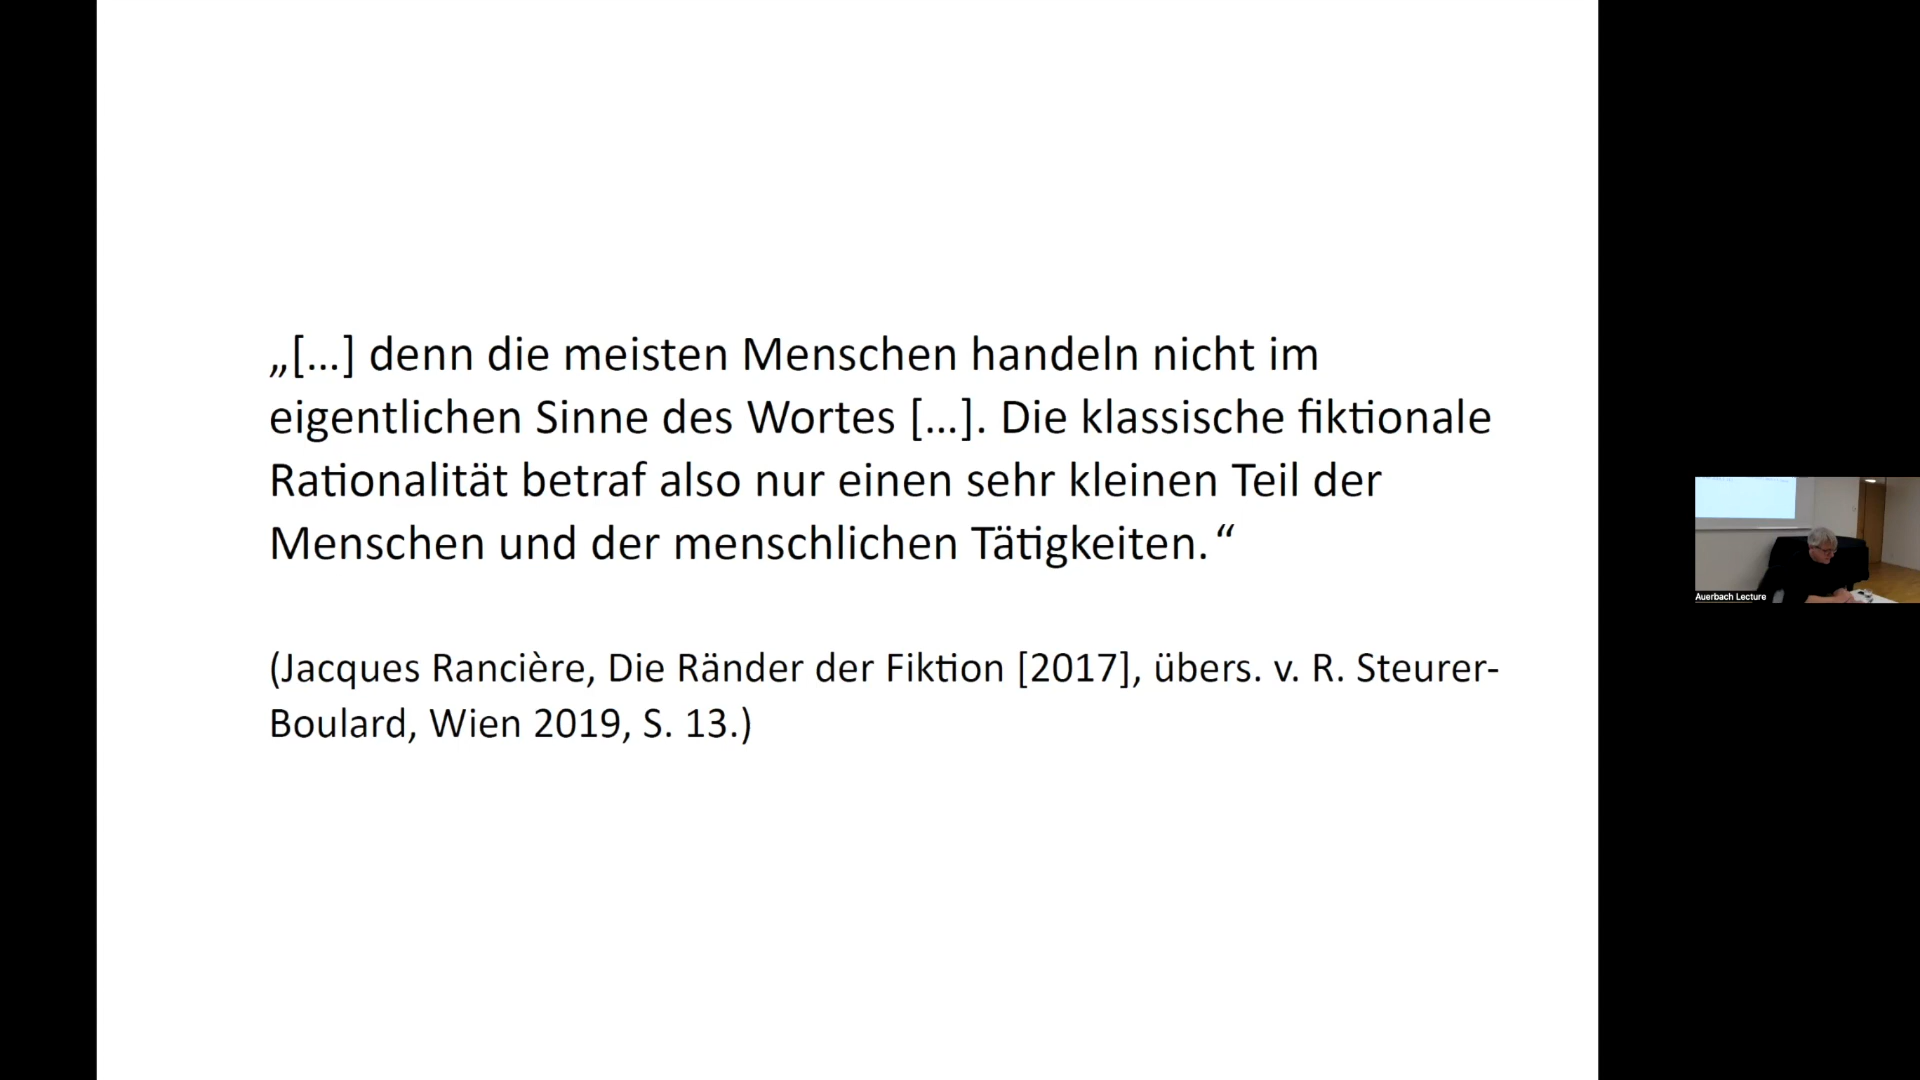 „[...] denn die meisten Menschen handeln nicht im
eigentlichen Sinne des Wortes [...]. Die klassische fiktionale
Rationalität betraf also nur einen sehr kleinen Teil der
Menschen und der menschlichen Tätigkeiten. “
(Jacques Rancière, Die Ränder der Fiktion [2017], übers. v. R. Steurer-
Boulard, Wien 2019, S. 13.)
Auerbach Lecture